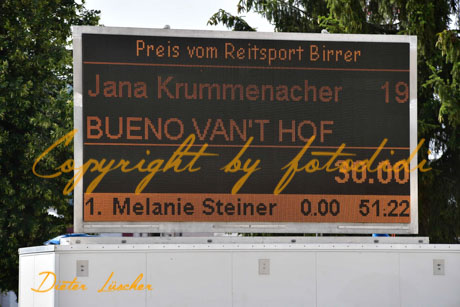 Preis vom Reitsport Birrer
Jana Krummenacher 19
BUENO VAN'T HOF
Copyright by fotodidi
30.00
1. Melanie Steiner 0.00 51.22
Dieter Lüscher